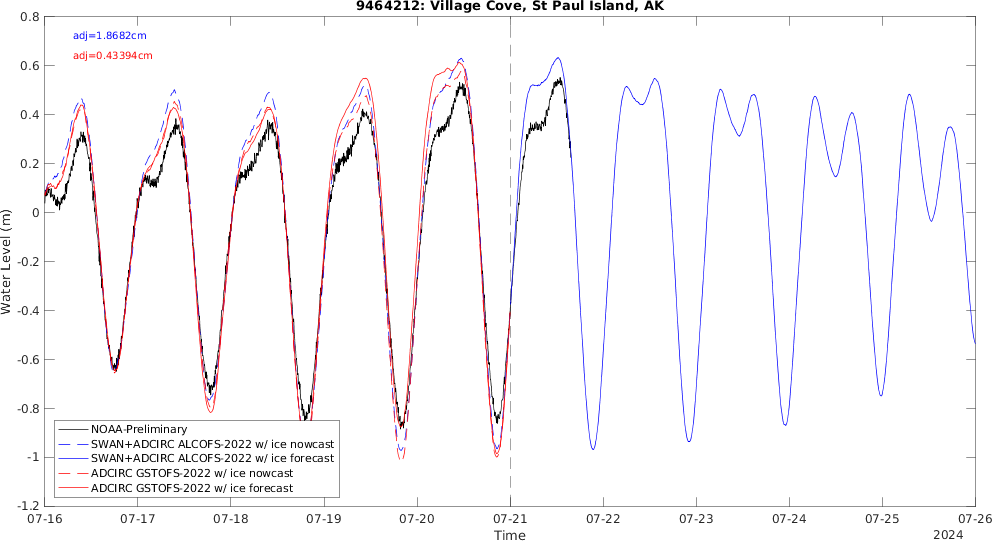 9464212: Village Cove, St Paul Island, AK
adj=1.8682cm
adj=0.43394cm
0.8
0.6
0.4
0.2
0
-0.2
-0.4
-0.6
-0.8
-1
-1.2
Water Level (m)
NOAA-Preliminary
SWAN+ADCIRC ALCOFS-2022 w/ ice nowcast
SWAN+ADCIRC ALCOFS-2022 w/ ice forecast
ADCIRC GSTOFS-2022 w/ ice nowcast
ADCIRC GSTOFS-2022 w/ ice forecast
07-16 07-17 07-18 07-19 07-20 07-21 07-22 07-23 07-24 07-25 07-26
Time
2024